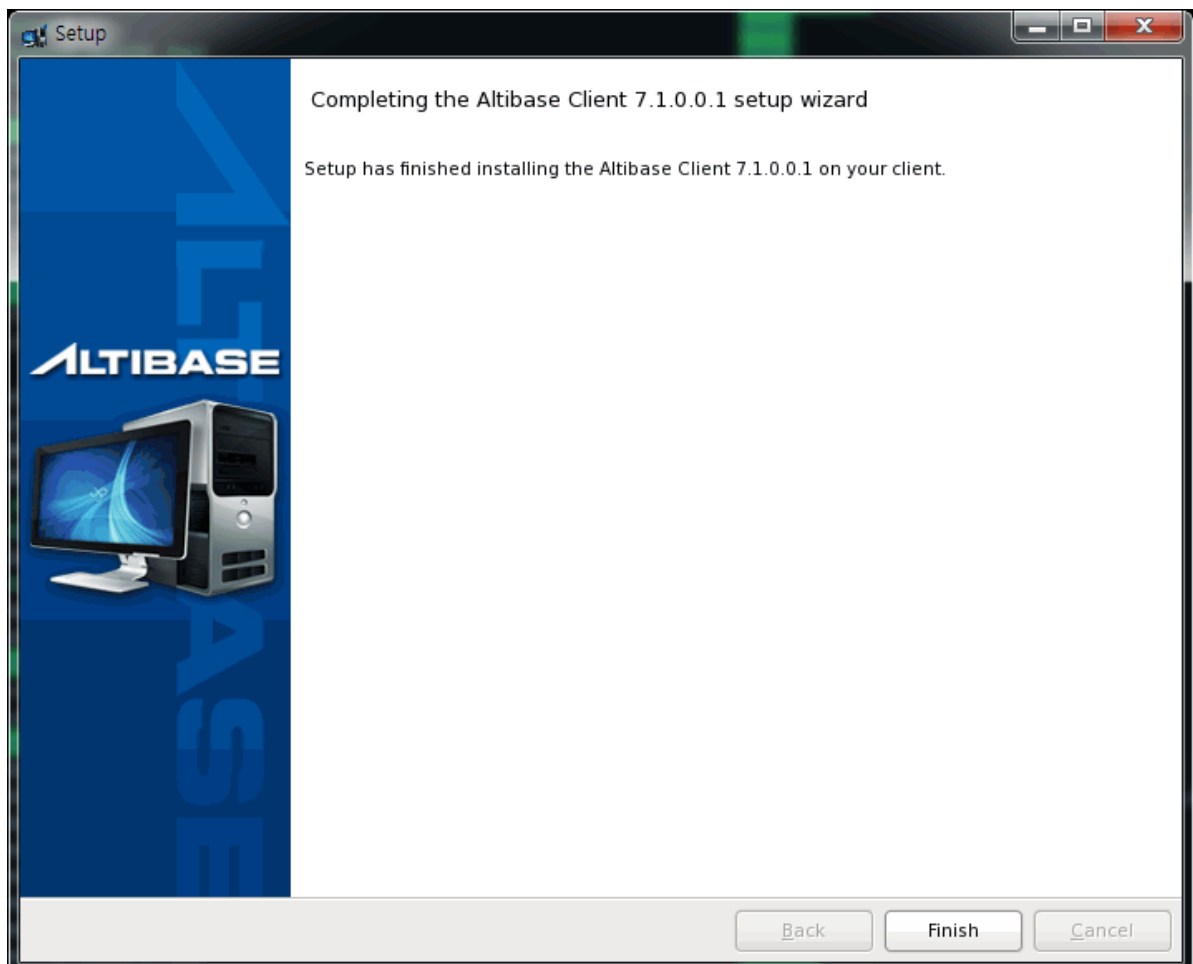 Setup
Completing the Altibase Client 7.1.0.0.1 setup wizard
Setup has finished installing the Altibase Client 7.1.0.0.1 on your client.
ALTIBASE
ALTIBASE
Back
Finish
Cancel